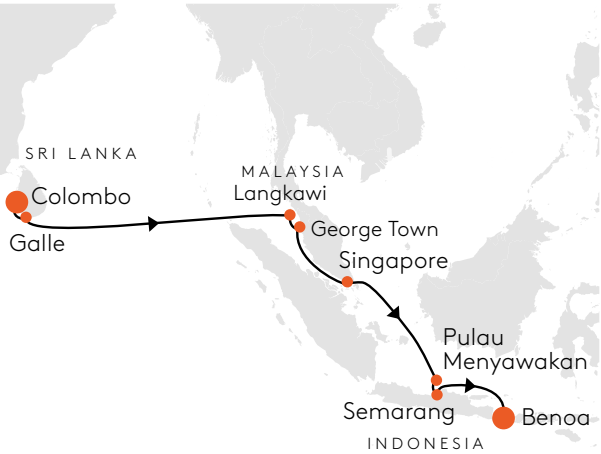 SRI LANKA
Colombo
Galle
MALAYSIA
Langkawi
George Town
Singapore
Pulau
Menyawakan
Semarang
Benoa
INDONESIA